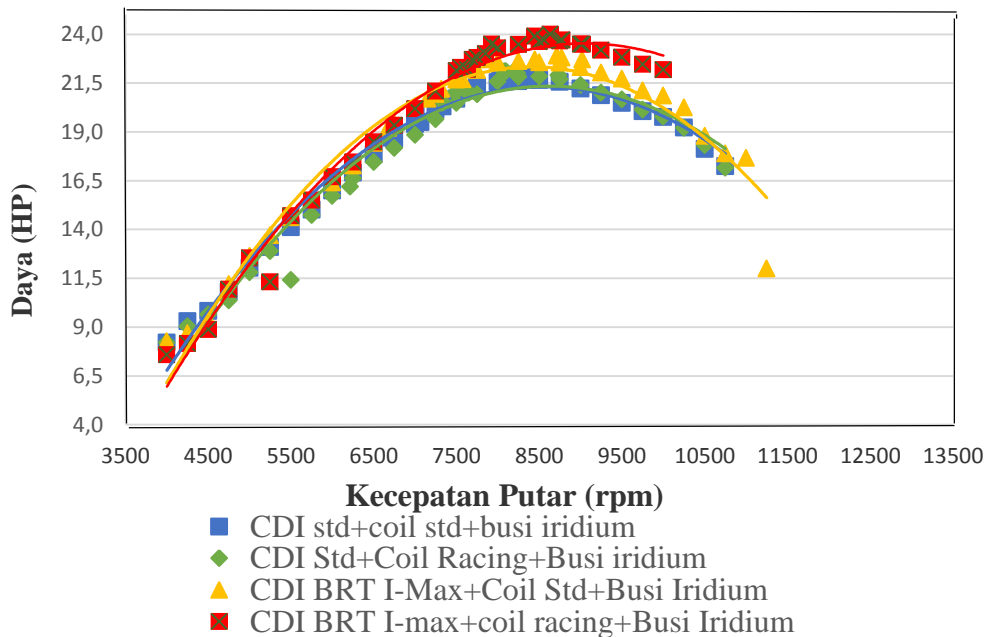 24,0
21,5
19,0
16,5
14,0
11,5
9,0
6,5
4,0
Daya (HP)
3500 4500 5500 6500 7500 8500 9500 10500 11500 12500 13500
Kecepatan Putar (rpm)
CDI std+coil std+busi iridium
CDI Std+Coil Racing+Busi iridium
CDI BRT I-Max+Coil Std+Busi Iridium
CDI BRT I-max+coil racing+Busi Iridium